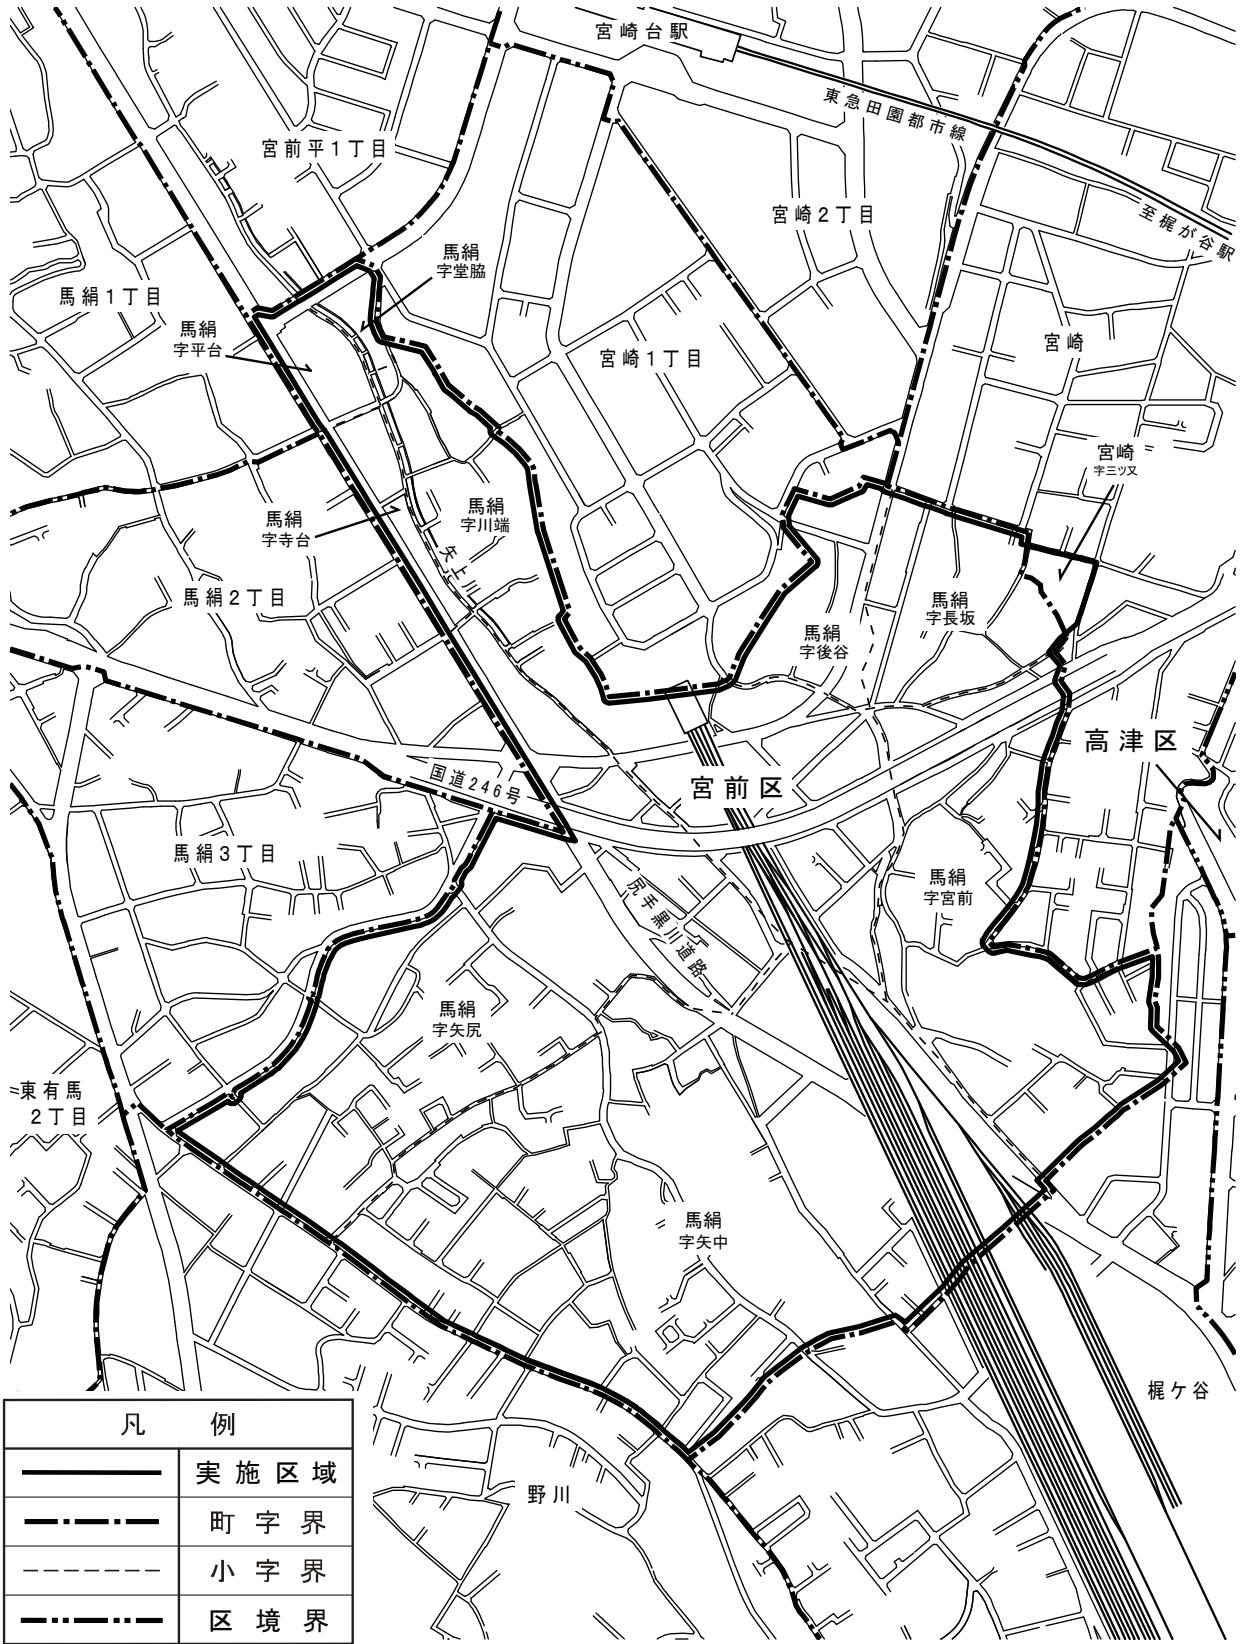 宮崎台駅
東急田園都市線
宮前平1丁目
宮崎2丁目
至梶が谷駅
馬絹
字堂脇
馬絹1丁目
馬絹
字平台
宮崎1丁目
宮崎
宮崎
字三ツ又
馬絹
字川端
馬絹
字寺台
矢上川
馬絹2丁目
馬絹
字長坂
馬絹
字後谷
高津区
国道246号
宮前区
馬絹3丁目
馬絹
字宮前
尻手黒川道路
馬絹
字矢尻
東有馬
2丁目
馬絹
字矢中
梶ケ谷
野川
凡例
実施区域
町字界
小字界
区境界